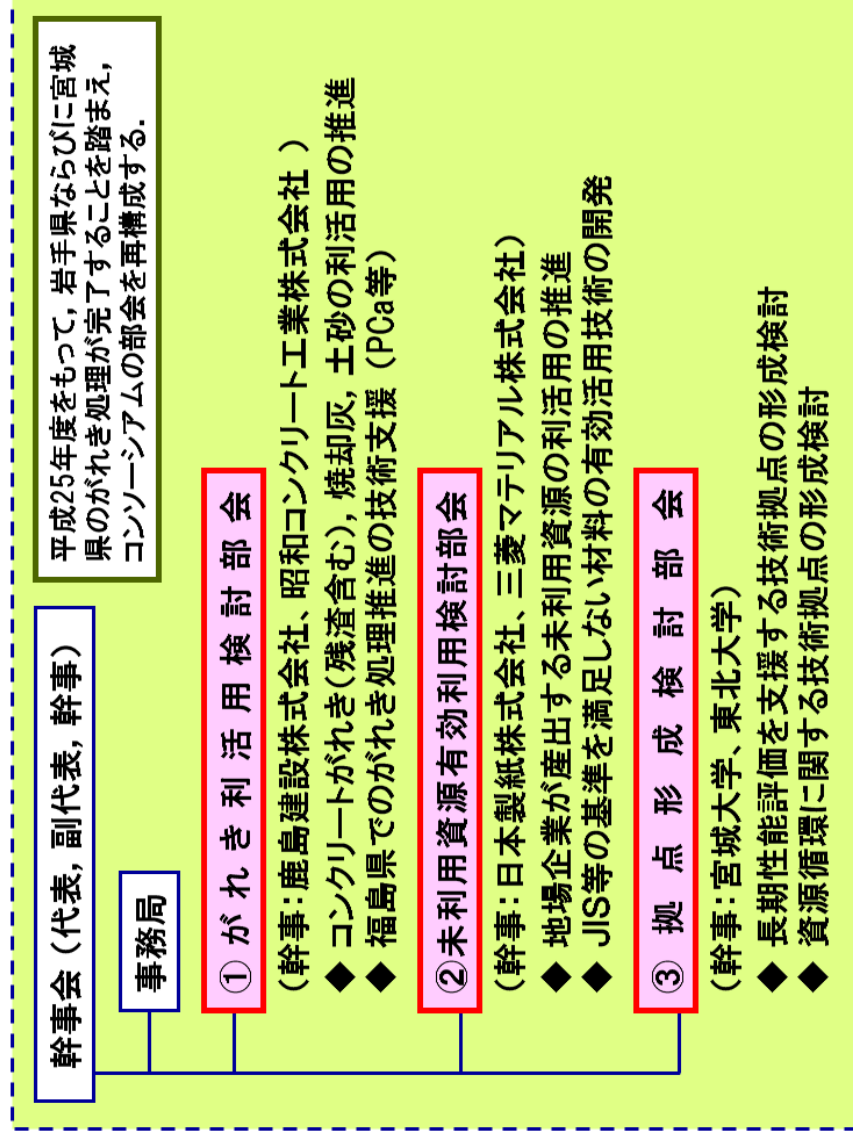 幹事会（代表，副代表，幹事）
平成25年度をもって，岩手県ならびに宮城
県のがれき処理が完了することを踏まえ，
コンソーシアムの部会を再構成する．
事務局
① が れ き 利 活 用 検 討 部 会
（幹事：鹿島建設株式会社、昭和コンクリート工業株式会社 ）
◆ コンクリートがれき（残渣含む），焼却灰，土砂の利活用の推進
◆ 福島県でのがれき処理推進の技術支援（PCa等）
②未利用資源有効利用検討部会
（幹事：日本製紙株式会社、三菱マテリアル株式会社）
◆ 地場企業が産出する未利用資源の利活用の推進
◆ JIS等の基準を満足しない材料の有効活用技術の開発
③ 拠 点 形 成 検 討 部 会
（幹事：宮城大学、東北大学）
◆ 長期性能評価を支援する技術拠点の形成検討
◆ 資源循環に関する技術拠点の形成検討